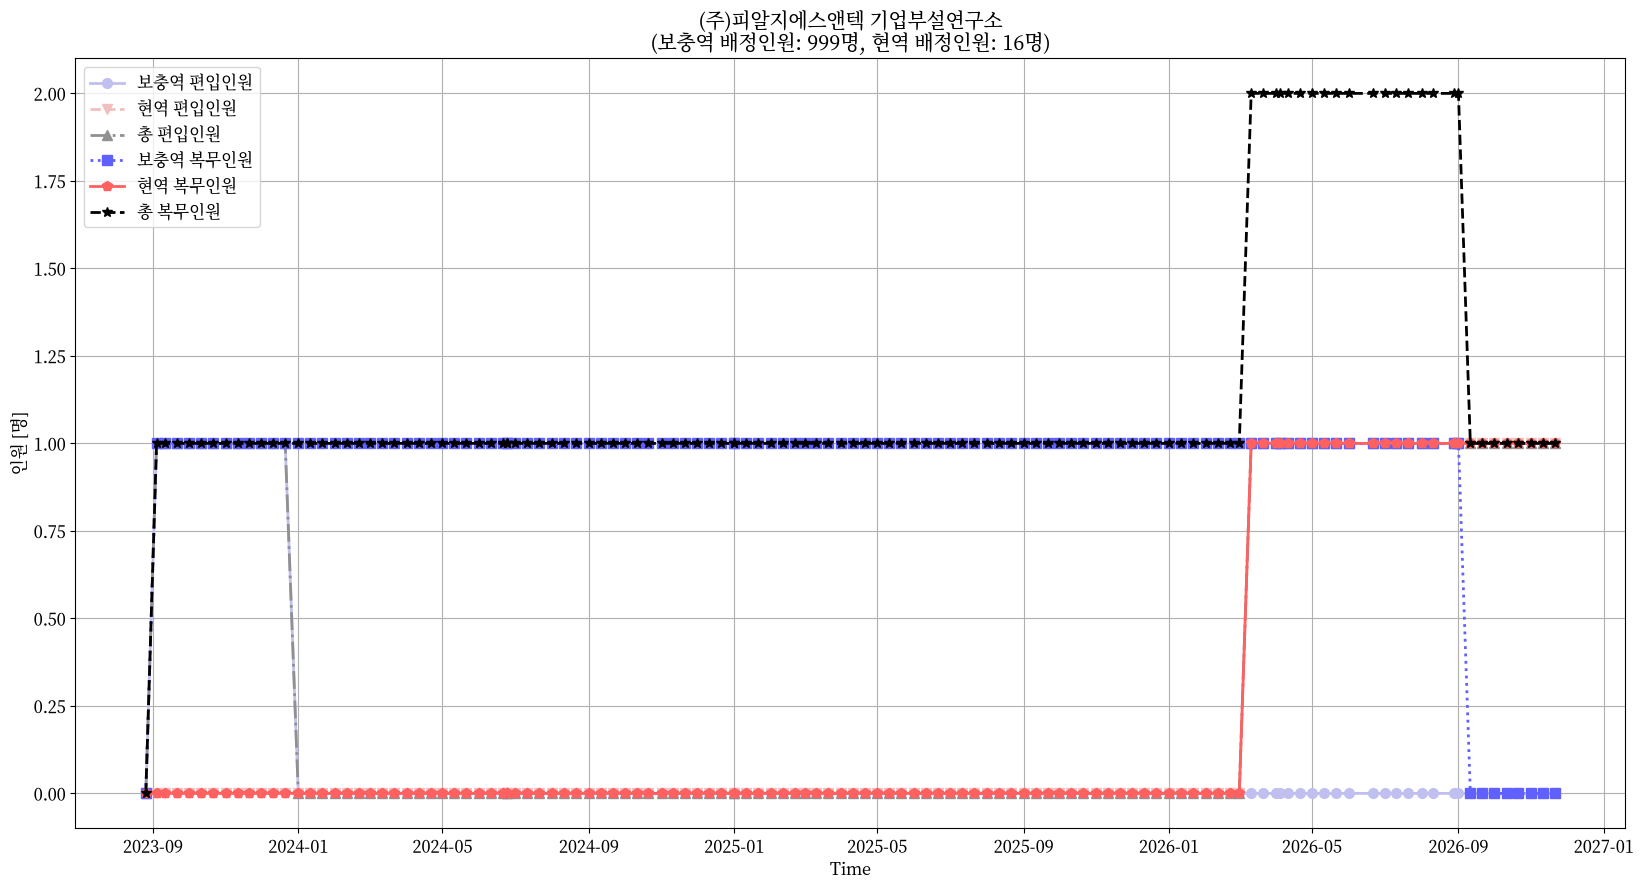 (주)피알지에스앤텍 기업부설연구소
(보충역 배정인원: 999명, 현역 배정인원: 16명)
보충역 편입인원
현역 편입인원
총 편입인원
보충역 복무인원
현역 복무인원
총 복무인원
인원 [명]
2.00
1.75
1.50
1.25
1.00
0.75
0.50
0.25
0.00
2023-09
2024-01
2024-05
2024-09
2025-01
2025-05
2025-09
2026-01
2026-05
2026-09
2027-01
Time